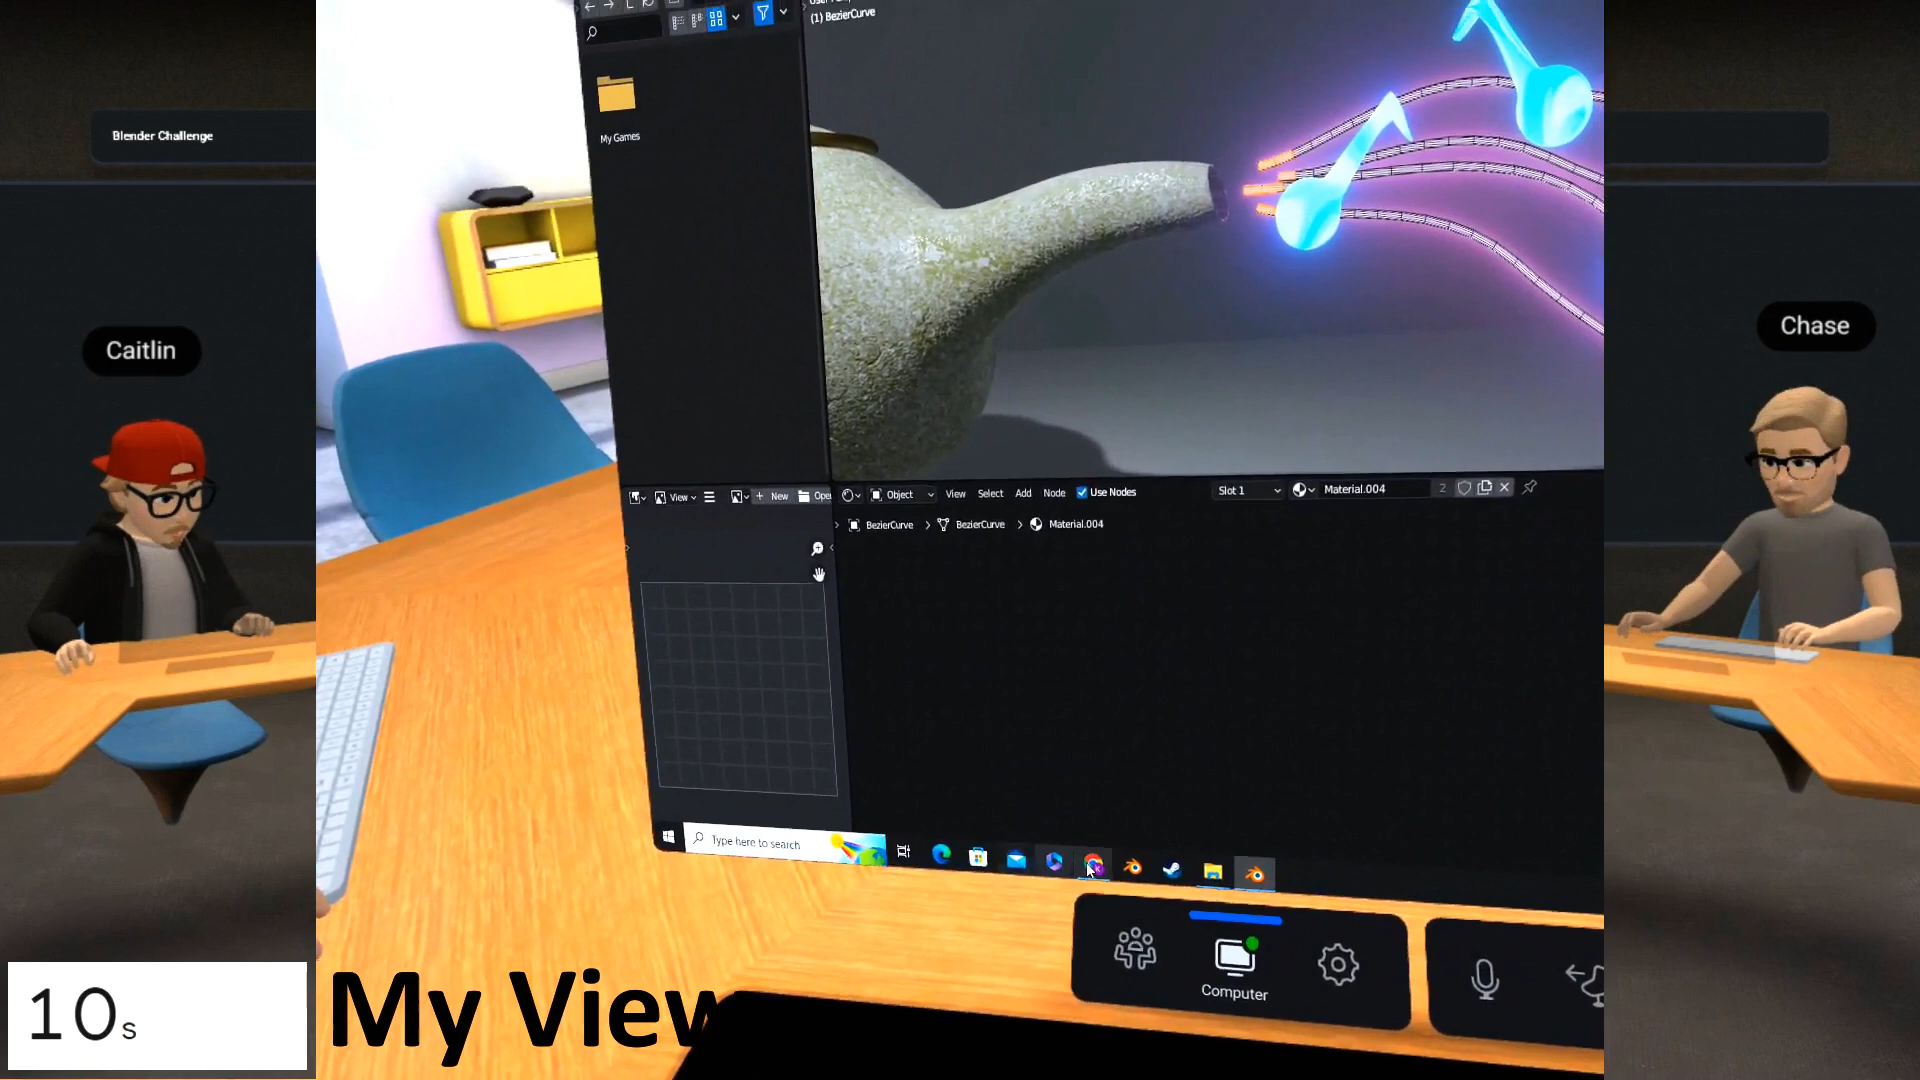 (1) BezierCurve
My Games
Blender Challenge
Caitlin
Chase
View
New
Object
View
Select
Add
Node
Use Nodes
Slot 1
Material.004
2
BezierCurve
BezierCurve
Material.004
Type here to search
Computer
10s
My View